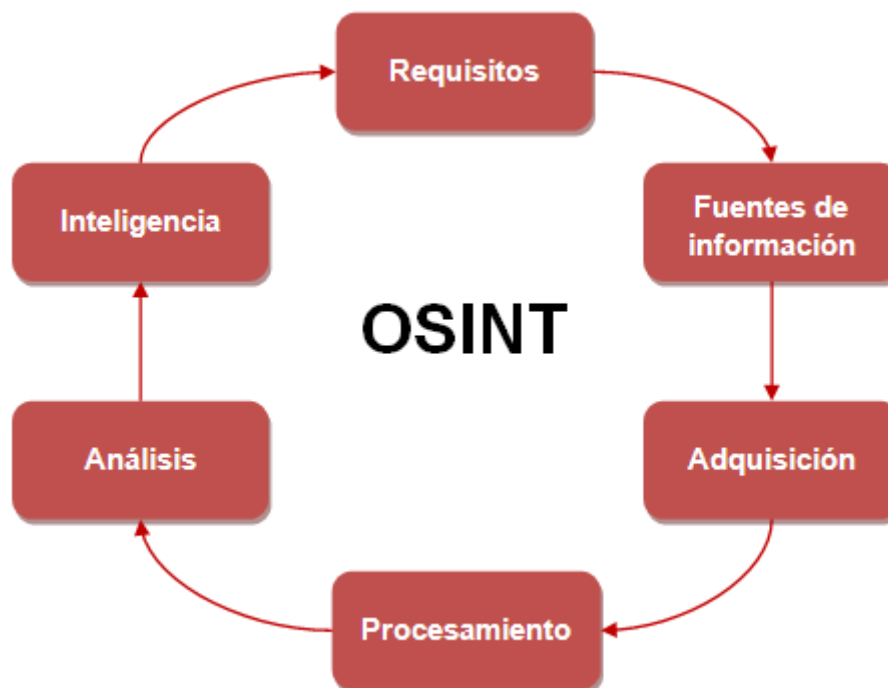 Requisitos
Fuentes de
información
Adquisición
Procesamiento
Análisis
Inteligencia
OSINT